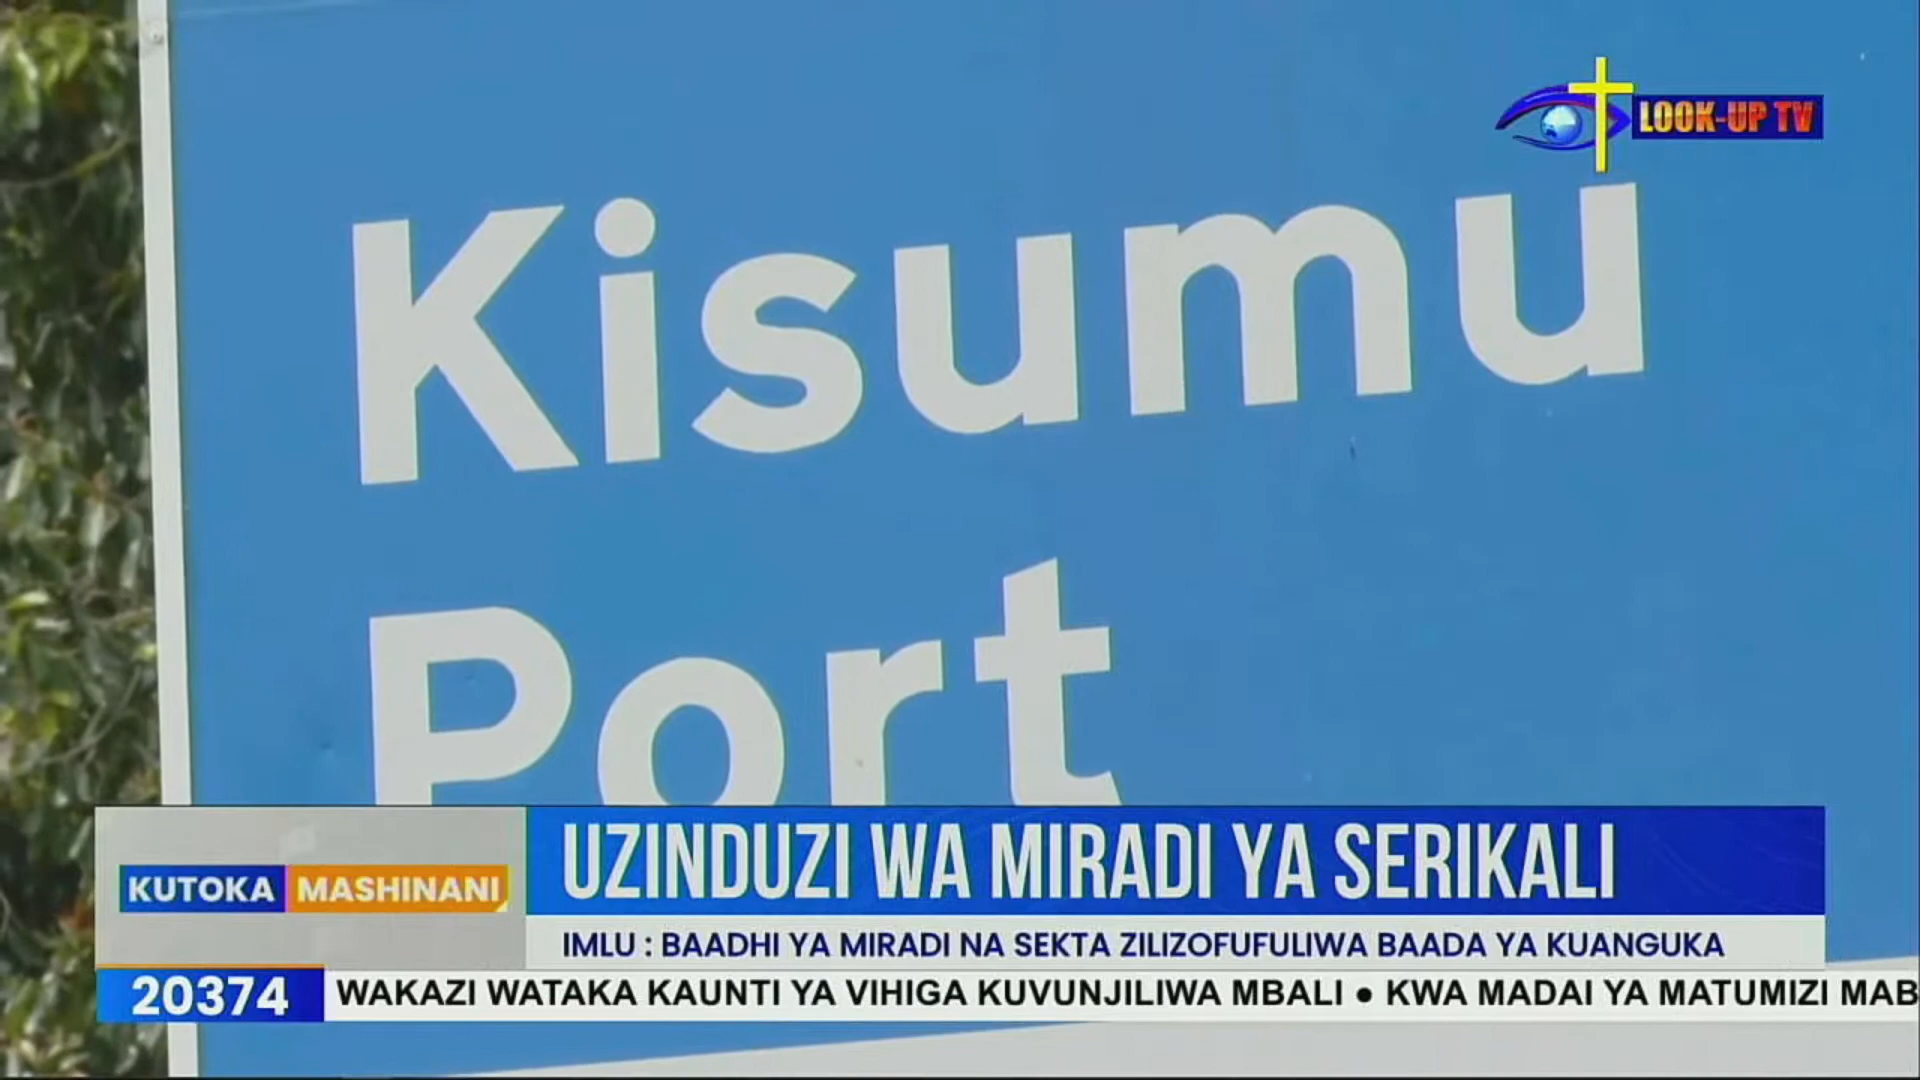 LOOK-UP TV
Kisumu
Port
UZINDUZI WA MIRADI YA SERIKALI
KUTOKA MASHINANI
IMLU : BAADHI YA MIRADI NA SEKTA ZILIZOFUFULIWA BAADA YA KUANGUKA
20374 WAKAZI WATAKA KAUNTI YA VIHIGA KUVUNJILIWA MBALI ● KWA MADAI YA MATUMIZI MAB